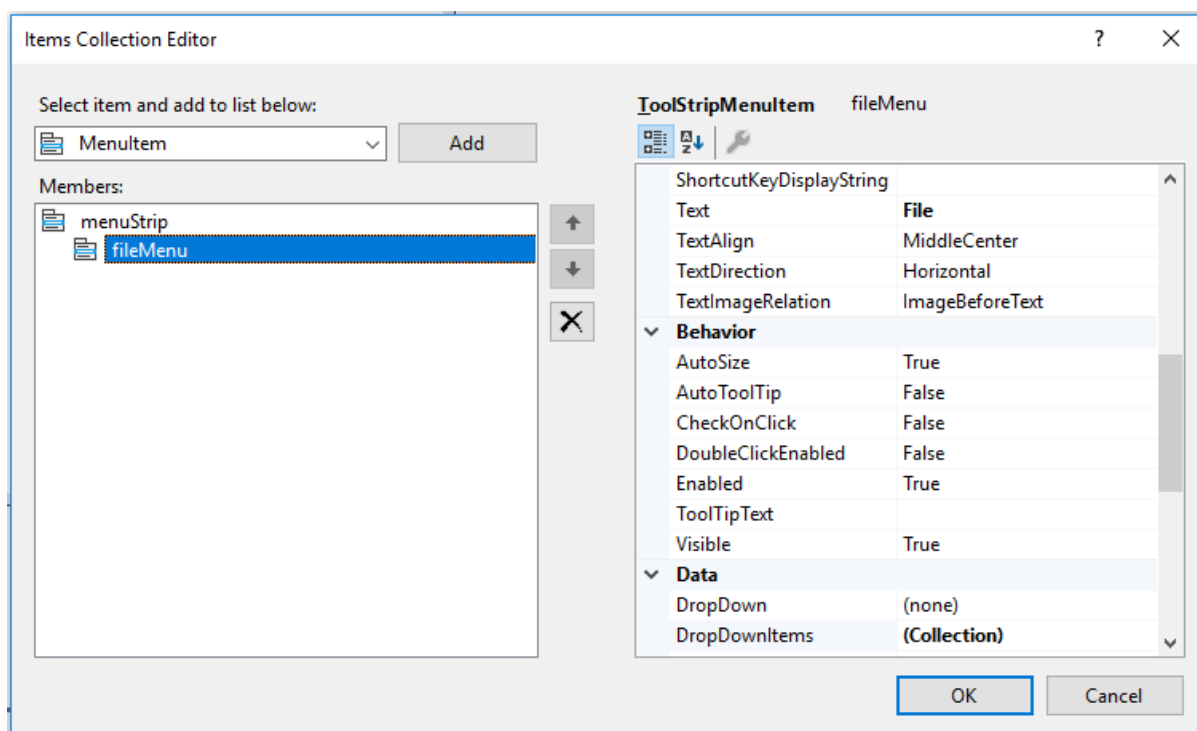 Items Collection Editor
?
Select item and add to list below:
MenuItem
Add
Members:
menuStrip
fileMenu
ToolStripMenuItem fileMenu
ShortcutKeyDisplayString
Text File
TextAlign MiddleCenter
TextDirection Horizontal
TextImageRelation ImageBeforeText
Behavior
AutoSize True
AutoToolTip False
CheckOnClick False
DoubleClickEnabled False
Enabled True
ToolTipText
Visible True
Data
DropDown (none)
DropDownItems (Collection)
OK Cancel